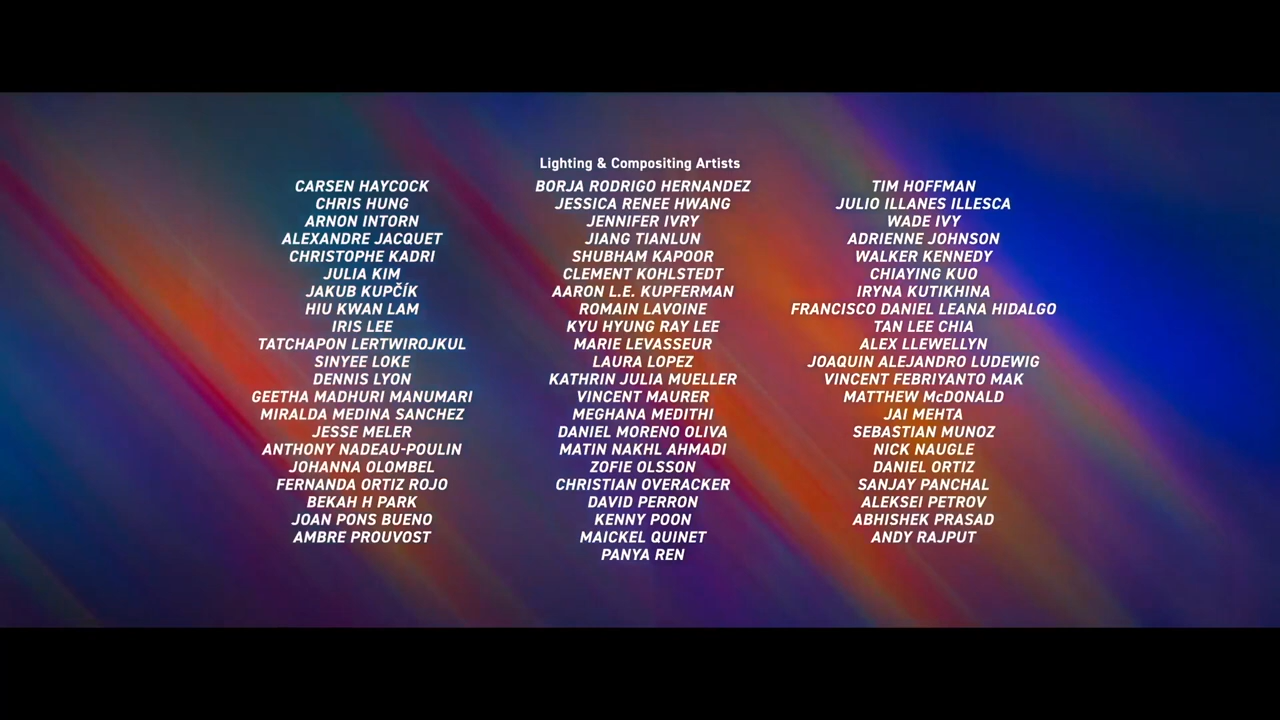 Lighting & Compositing Artists
CARSEN HAYCOCK BORJA RODRIGO HERNANDEZ TIM HOFFMAN
CHRIS HUNG JESSICA RENEE HWANG JULIO ILLANES ILLESCA
ARNON INTORN JENNIFER IVRY WADE IVY
ALEXANDRE JACQUET JIANG TIANLUN ADRIENNE JOHNSON
CHRISTOPHE KADRI SHUBHAM KAPOOR WALKER KENNEDY
JULIA KIM CLEMENT KOHLSTEDT CHIAYING KUO
JAKUB KUPČÍK AARON L.E. KUPFERMAN IRYNA KUTIKHINA
HIU KWAN LAM ROMAIN LAVOINE FRANCISCO DANIEL LEANA HIDALGO
IRIS LEE KYU HYUNG RAY LEE TAN LEE CHIA
TATCHAPON LERTWIROJKUL MARIE LEVASSEUR ALEX LLEWELLYN
SINYEE LOKE LAURA LOPEZ JOAQUIN ALEJANDRO LUDEWIG
DENNIS LYON KATHRIN JULIA MUELLER VINCENT FEBRIYANTO MAK
GEETHA MADHURI MANUMARI VINCENT MAURER MATTHEW McDONALD
MIRALDA MEDINA SANCHEZ MEGHANA MEDITHI JAI MEHTA
JESSE MELER DANIEL MORENO OLIVA SEBASTIAN MUNOZ
ANTHONY NADEAU-POULIN MATIN NAKHL AHMADI NICK NAUGLE
JOHANNA OLOMBEL ZOFIE OLSSON DANIEL ORTIZ
FERNANDA ORTIZ ROJO CHRISTIAN OVERACKER SANJAY PANCHAL
BEKAH H PARK DAVID PERRON ALEKSEI PETROV
JOAN PONS BUENO KENNY POON ABHISHEK PRASAD
AMBRE PROUVOST MAICKEL QUINET ANDY RAJPUT
PANYA REN